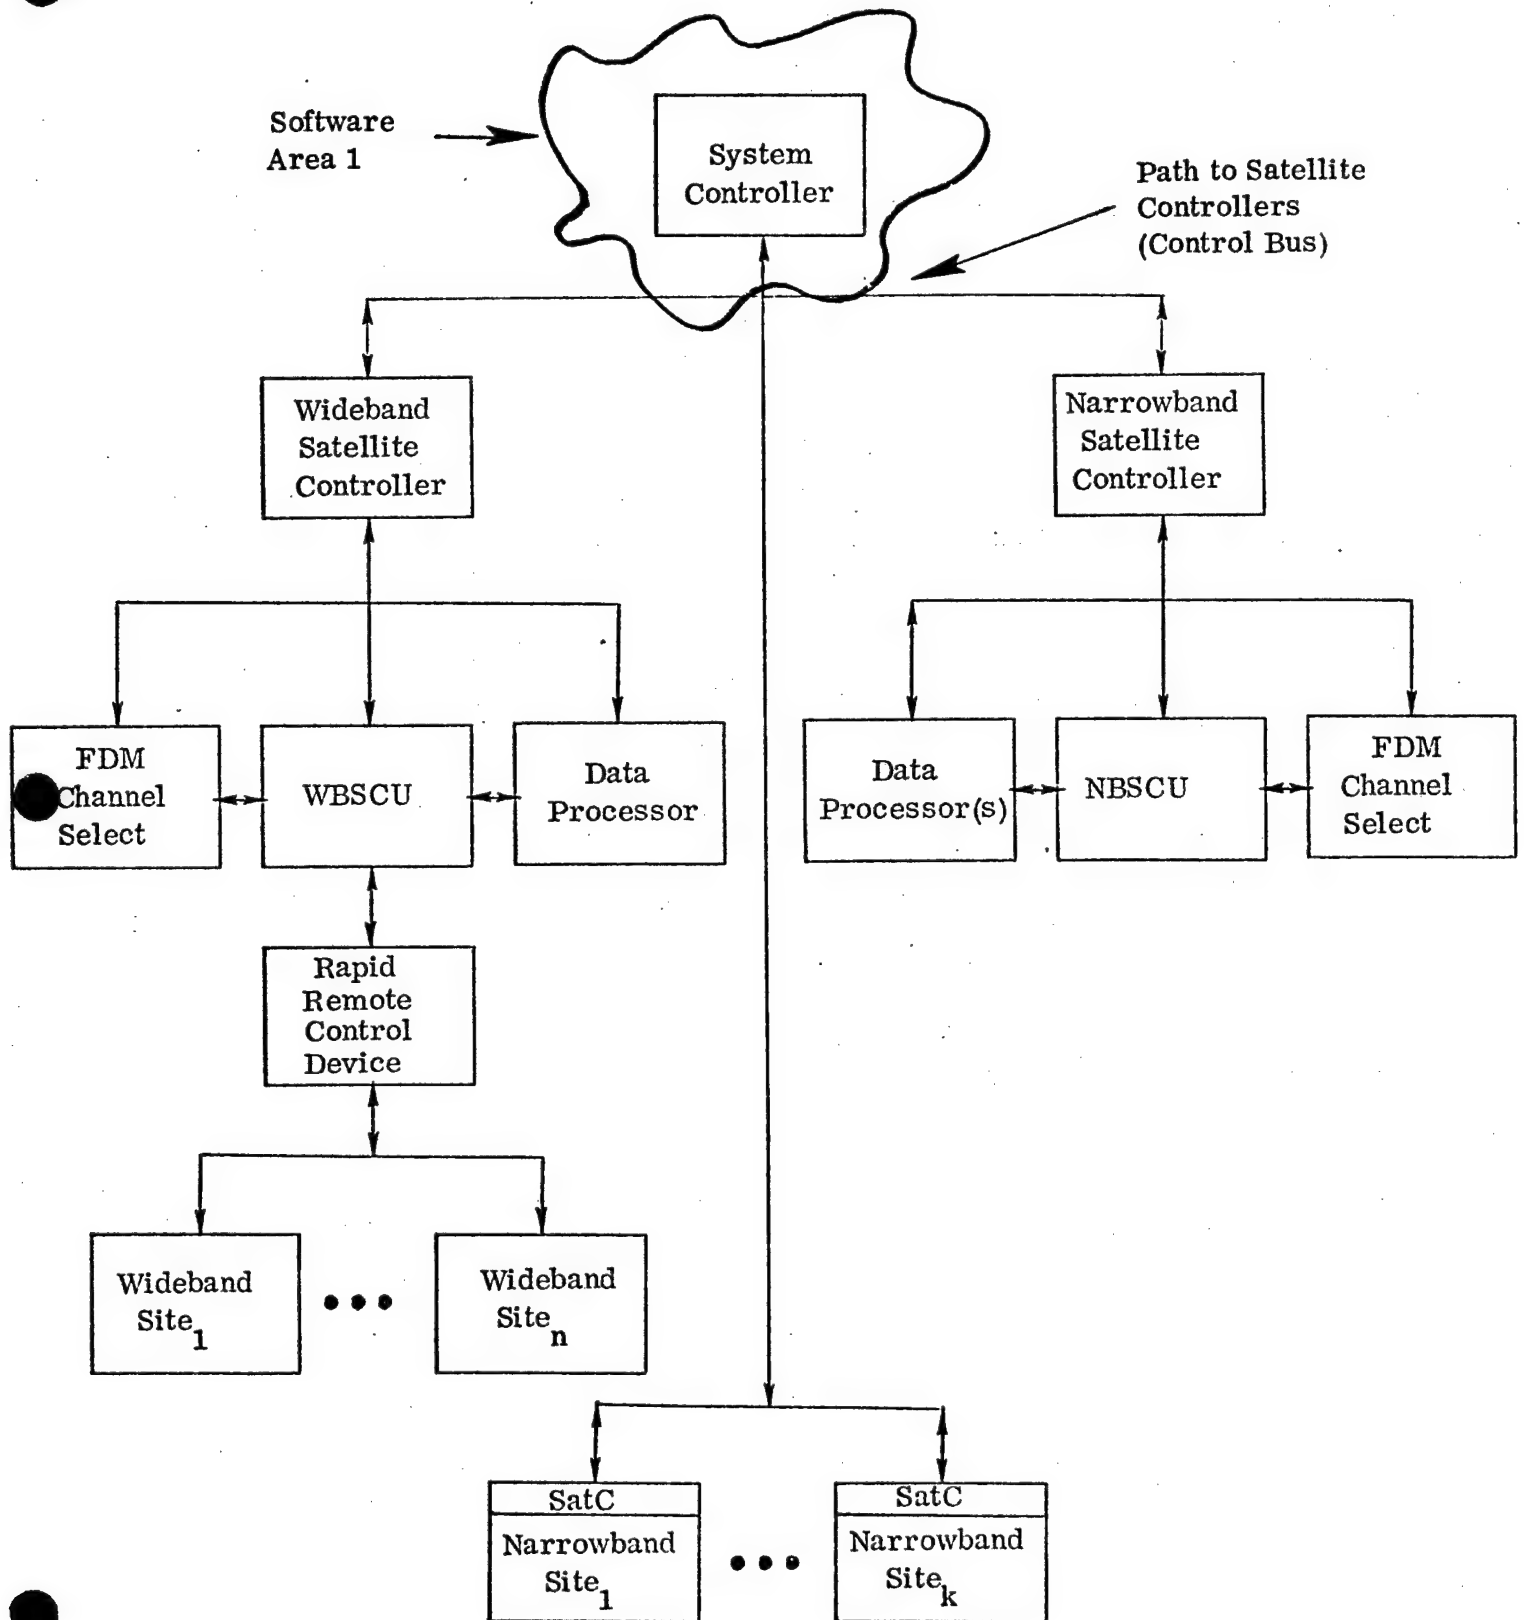 Software
Area 1
System
Controller
Path to Satellite
Controllers
(Control Bus)
Wideband
Satellite
Controller
Narrowband
Satellite
Controller
FDM
Channel
Select
WBSCU
Data
Processor
Data
Processor(s)
NBSCU
FDM
Channel
Select
Rapid
Remote
Control
Device
Wideband
Site1
Wideband
Siten
SatC
Narrowband
Site1
SatC
Narrowband
Sitek